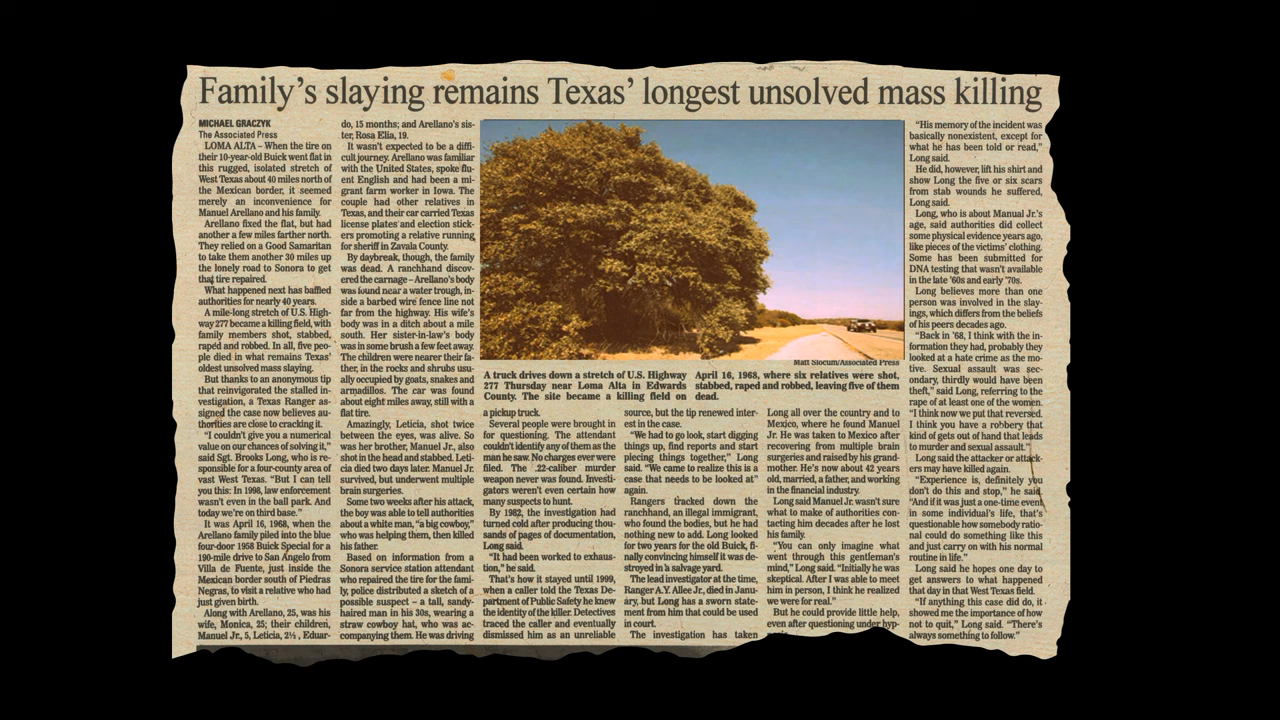 Family's slaying remains Texas' longest unsolved mass killing
MICHAEL GRACZYK
The Associated Press
LOMA ALTA – When the tire on
their 10-year-old Buick went flat in
this rugged, isolated stretch of
West Texas about 40 miles north of
the Mexican border, it seemed
merely an inconvenience for
Manuel Arellano and his family.
Arellano fixed the flat, but had
another a few miles farther north.
They relied on a Good Samaritan
to take them another 30 miles up
the lonely road to Sonora to get
that tire repaired.
What happened next has baffled
authorities for nearly 40 years.
A mile-long stretch of U.S. High-
way 277 became a killing field, with
family members shot, stabbed,
raped and robbed. In all, five peo-
ple died in what remains Texas'
oldest unsolved mass slaying.
But thanks to an anonymous tip
that reinvigorated the stalled in-
vestigation, a Texas Ranger as-
signed the case now believes au-
thorities are close to cracking it.
"I couldn't give you a numerical
value on our chances of solving it,"
said Sgt. Brooks Long, who is re-
sponsible for a four-county area of
vast West Texas. "But I can tell
you this: In 1998, law enforcement
wasn't even in the ball park. And
today we're on third base."
It was April 16, 1968, when the
Arellano family piled into the blue
four-door 1958 Buick Special for a
190-mile drive to San Angelo from
Villa de Fuente, just inside the
Mexican border south of Piedras
Negras, to visit a relative who had
just given birth.
Along with Arellano, 25, was his
wife, Monica, 25; their children,
Manuel Jr., 5, Leticia, 2½ , Eduar-
do, 15 months; and Arellano's sis-
ter, Rosa Elia, 19.
It wasn't expected to be a diffi-
cult journey. Arellano was familiar
with the United States, spoke flu-
ent English and had been a mi-
grant farm worker in Iowa. The
couple had other relatives in
Texas, and their car carried Texas
license plates and election stick-
ers promoting a relative running
for sheriff in Zavala County.
By daybreak, though, the family
was dead. A ranchhand discov-
ered the carnage – Arellano's body
was found near a water trough, in-
side a barbed wire fence line not
far from the highway. His wife's
body was in a ditch about a mile
south. Her sister-in-law's body
was in some brush a few feet away.
The children were nearer their fa-
ther, in the rocks and shrubs usu-
ally occupied by goats, snakes and
armadillos. The car was found
about eight miles away, still with a
flat tire.
Amazingly, Leticia, shot twice
between the eyes, was alive. So
was her brother, Manuel Jr., also
shot in the head and stabbed. Leti-
cia died two days later. Manuel Jr.
survived, but underwent multiple
brain surgeries.
Some two weeks after his attack,
the boy was able to tell authorities
about a white man, "a big cowboy,"
who was helping them, then killed
his father.
Based on information from a
Sonora service station attendant
who repaired the tire for the fami-
ly, police distributed a sketch of a
possible suspect – a tall, sandy-
haired man in his 30s, wearing a
straw cowboy hat, who was ac-
companying them. He was driving
Matt Slocum/Associated Press
A truck drives down a stretch of U.S. Highway
277 Thursday near Loma Alta in Edwards
County. The site became a killing field on
April 16, 1968, where six relatives were shot,
stabbed, raped and robbed, leaving five of them
dead.
a pickup truck.
Several people were brought in
for questioning. The attendant
couldn't identify any of them as the
man he saw. No charges ever were
filed. The .22-caliber murder
weapon never was found. Investi-
gators weren't even certain how
many suspects to hunt.
By 1982, the investigation had
turned cold after producing thou-
sands of pages of documentation,
Long said.
"It had been worked to exhaus-
tion," he said.
That's how it stayed until 1999,
when a caller told the Texas De-
partment of Public Safety he knew
the identity of the killer. Detectives
traced the caller and eventually
dismissed him as an unreliable
source, but the tip renewed inter-
est in the case.
"We had to go look, start digging
things up, find reports and start
piecing things together," Long
said. "We came to realize this is a
case that needs to be looked at"
again.
Rangers tracked down the
ranchhand, an illegal immigrant,
who found the bodies, but he had
nothing new to add. Long looked
for two years for the old Buick, fi-
nally convincing himself it was de-
stroyed in a salvage yard.
The lead investigator at the time,
Ranger A.Y. Allee Jr., died in Janu-
ary, but Long has a sworn state-
ment from him that could be used
in court.
The investigation has taken
Long all over the country and to
Mexico, where he found Manuel
Jr. He was taken to Mexico after
recovering from multiple brain
surgeries and raised by his grand-
mother. He's now about 42 years
old, married, a father, and working
in the financial industry.
Long said Manuel Jr. wasn't sure
what to make of authorities con-
tacting him decades after he lost
his family.
"You can only imagine what
went through this gentleman's
mind," Long said. "Initially he was
skeptical. After I was able to meet
him in person, I think he realized
we were for real."
But he could provide little help,
even after questioning under hyp-
"His memory of the incident was
basically nonexistent, except for
what he has been told or read,"
Long said.
He did, however, lift his shirt and
show Long the five or six scars
from stab wounds he suffered,
Long said.
Long, who is about Manual Jr.'s
age, said authorities did collect
some physical evidence years ago,
like pieces of the victims' clothing.
Some has been submitted for
DNA testing that wasn't available
in the late '60s and early '70s.
Long believes more than one
person was involved in the slay-
ings, which differs from the beliefs
of his peers decades ago.
"Back in '68, I think with the in-
formation they had, probably they
looked at a hate crime as the mo-
tive. Sexual assault was sec-
ondary, thirdly would have been
theft," said Long, referring to the
rape of at least one of the women.
"I think now we put that reversed.
I think you have a robbery that
kind of gets out of hand that leads
to murder and sexual assault."
Long said the attacker or attack-
ers may have killed again.
"Experience is, definitely you
don't do this and stop," he said.
"And if it was just a one-time event
in some individual's life, that's
questionable how somebody ratio-
nal could do something like this
and just carry on with his normal
routine in life."
Long said he hopes one day to
get answers to what happened
that day in that West Texas field.
"If anything this case did do, it
showed me the importance of how
not to quit," Long said. "There's
always something to follow."